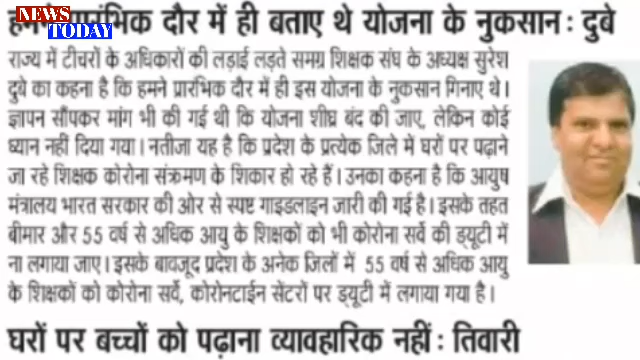 NEWS
TODAY
प्रारंभिक दौर में ही बताए थे योजना के नुकसान : दुबे
राज्य में टीचरों के अधिकारों की लड़ाई लड़ते समग्र शिक्षक संघ के अध्यक्ष सुरेश
दुबे का कहना है कि हमने प्रारंभिक दौर में ही इस योजना के नुकसान गिनाए थे।
ज्ञापन सौंपकर मांग भी की गई थी कि योजना शीघ्र बंद की जाए, लेकिन कोई
ध्यान नहीं दिया गया। नतीजा यह है कि प्रदेश के प्रत्येक जिले में घरों पर पढ़ाने
जा रहे शिक्षक कोरोना संक्रमण के शिकार हो रहे हैं। उनका कहना है कि आयुष
मंत्रालय भारत सरकार की ओर से स्पष्ट गाइडलाइन जारी की गई है। इसके तहत
बीमार और 55 वर्ष से अधिक आयु के शिक्षकों को भी कोरोना सर्वे की ड्यूटी में
ना लगाया जाए। इसके बावजूद प्रदेश के अनेक जिलों में 55 वर्ष से अधिक आयु
के शिक्षकों को कोरोना सर्वे, कोरोनटाईन सेंटरों पर ड्यूटी में लगाया गया है।
घरों पर बच्चों को पढ़ाना व्यावहारिक नहीं : तिवारी